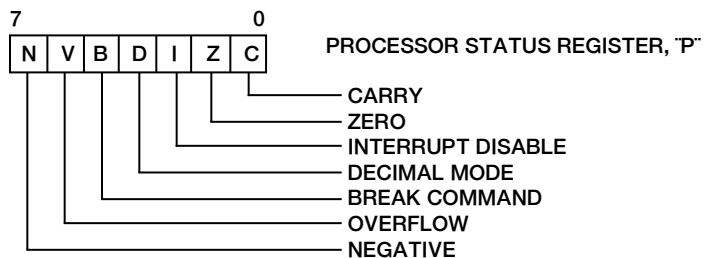 7 0
N V B D I Z C
PROCESSOR STATUS REGISTER, "P"
CARRY
ZERO
INTERRUPT DISABLE
DECIMAL MODE
BREAK COMMAND
OVERFLOW
NEGATIVE